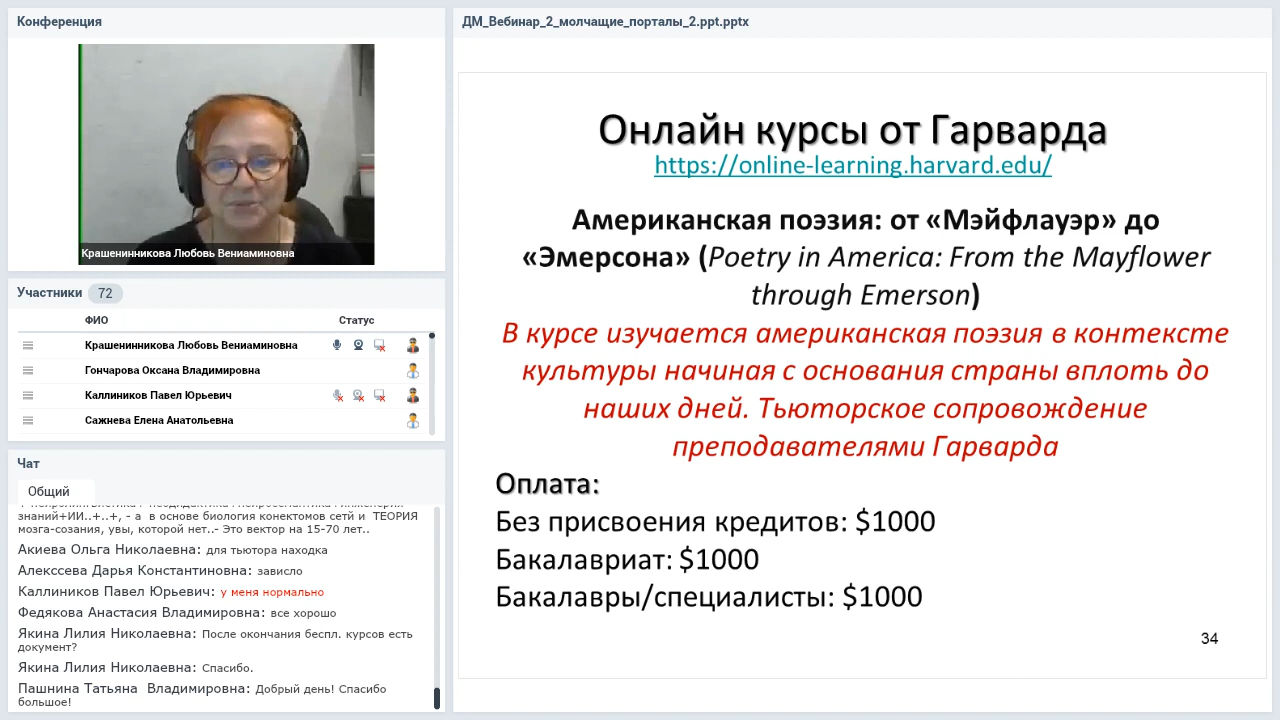 Конференция
Крашенинникова Любовь Вениаминовна
Участники 72
ФИО Статус
Крашенинникова Любовь Вениаминовна
Гончарова Оксана Владимировна
Каллиников Павел Юрьевич
Сажнева Елена Анатольевна
Чат
Общий
знаний+ИИ..+..+, - а в основе биология конектомов сети и ТЕОРИЯ
мозга-созания, увы, которой нет..- Это вектор на 15-70 лет..
Акиева Ольга Николаевна: для тьютора находка
Алекссева Дарья Константиновна: зависло
Каллиников Павел Юрьевич: у меня нормально
Федякова Анастасия Владимировна: все хорошо
Якина Лилия Николаевна: После окончания беспл. курсов есть
документ?
Якина Лилия Николаевна: Спасибо.
Пашнина Татьяна Владимировна: Добрый день! Спасибо
большое!
ДМ_Вебинар_2_молчащие_порталы_2.ppt.pptx
Онлайн курсы от Гарварда
https://online-learning.harvard.edu/
Американская поэзия: от «Мэйфлауэр» до
«Эмерсона» (Poetry in America: From the Mayflower
through Emerson)
В курсе изучается американская поэзия в контексте
культуры начиная с основания страны вплоть до
наших дней. Тьюторское сопровождение
преподавателями Гарварда
Оплата:
Без присвоения кредитов: $1000
Бакалавриат: $1000
Бакалавры/специалисты: $1000
34